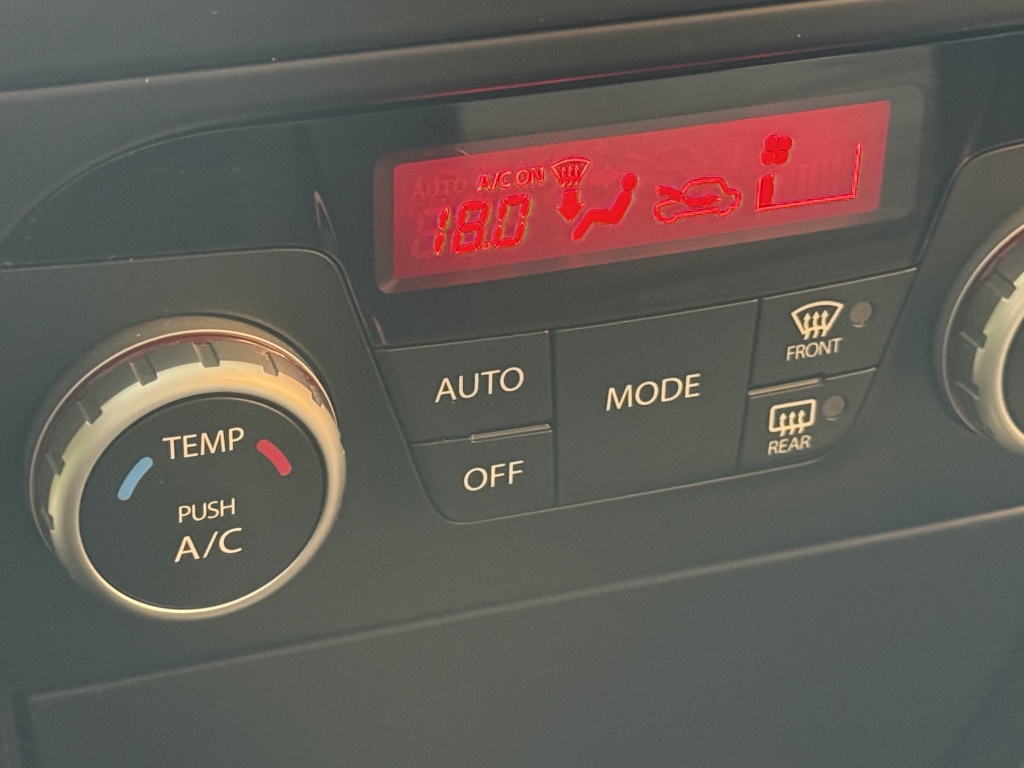 AUTO A/C ON
18.0
AUTO
OFF
MODE
FRONT
REAR
TEMP
PUSH
A/C